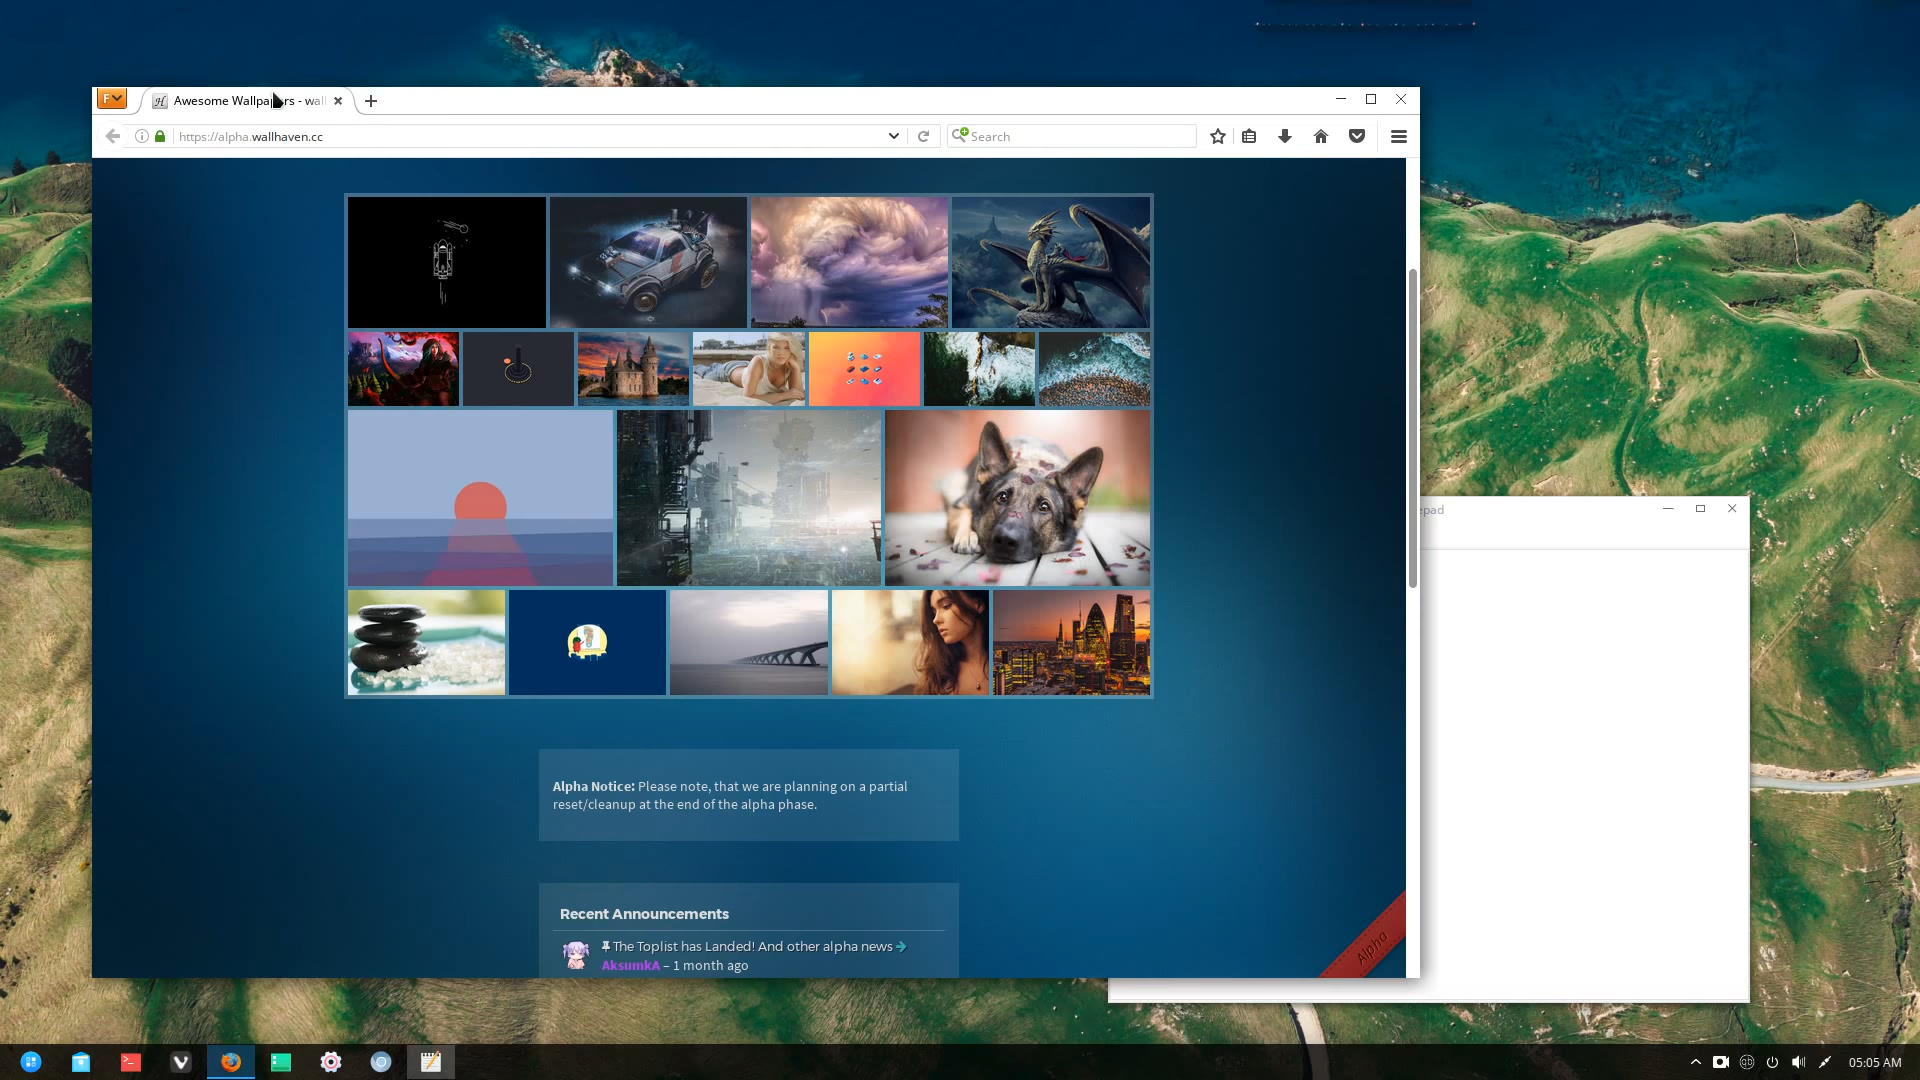 F
Awesome Wallpapers - wall
https://alpha.wallhaven.cc
Search
epad
Alpha Notice: Please note, that we are planning on a partial
reset/cleanup at the end of the alpha phase.
Recent Announcements
The Toplist has Landed! And other alpha news
AksumkA – 1 month ago
Alpha
05:05 AM